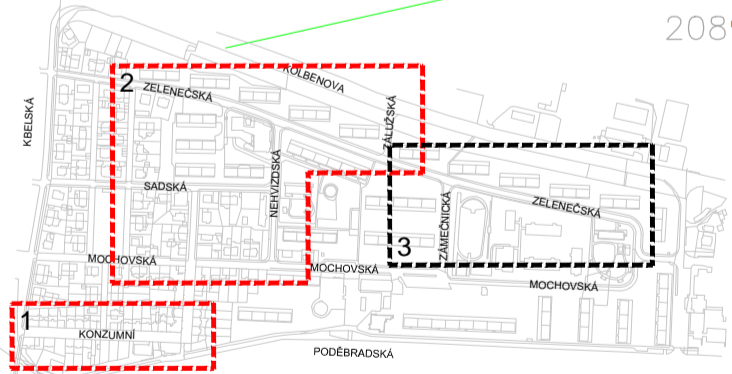 208
KOLBENOVA
2
ZELENEČSKÁ
KBELSKÁ
ZÁLUŽSKÁ
NEHVIZDSKÁ
SADSKÁ
ZELENEČSKÁ
ZÁMEČNICKÁ
3
MOCHOVSKÁ
MOCHOVSKÁ
MOCHOVSKÁ
1
KONZUMNÍ
PODĚBRADSKÁ